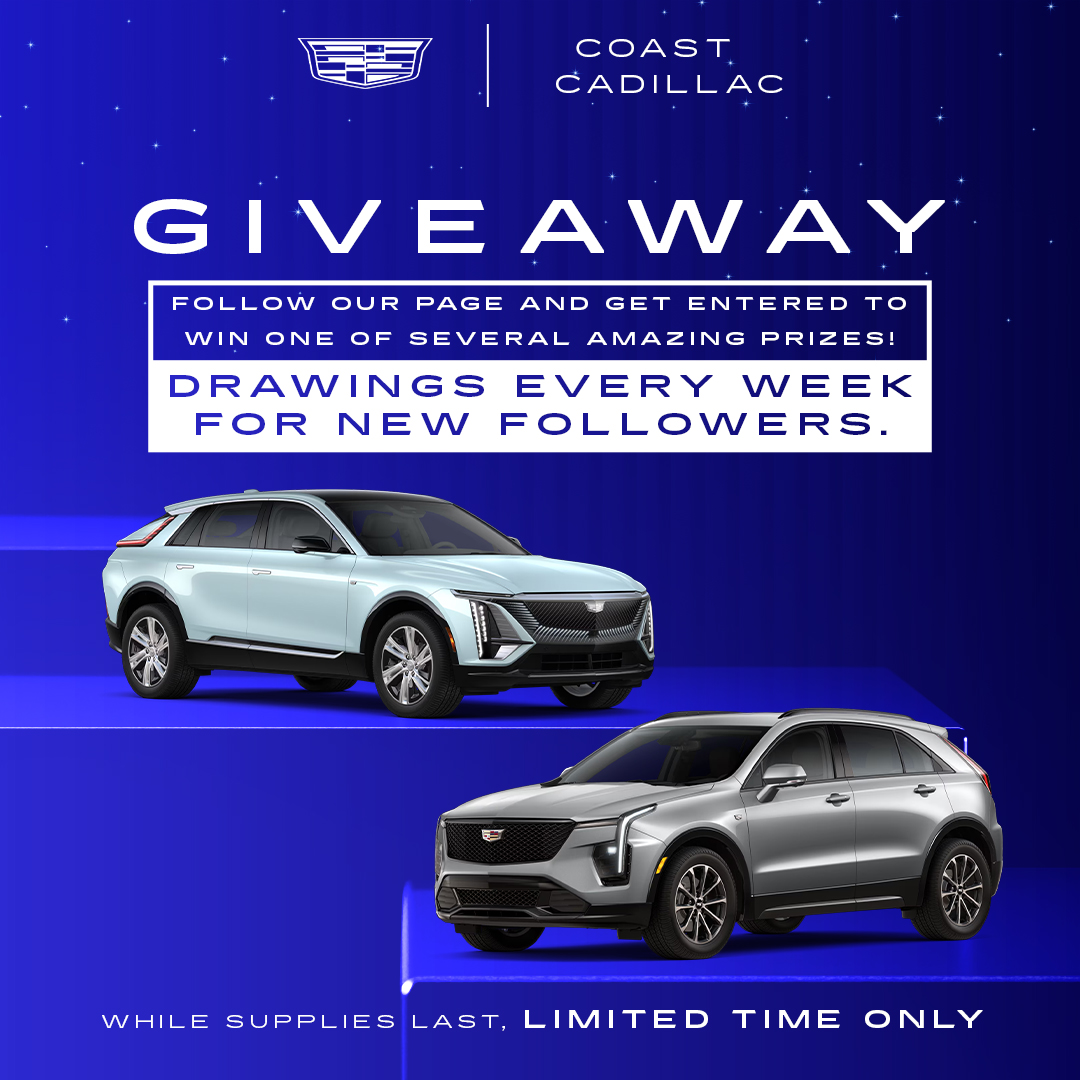 COAST
CADILLAC
GIVEAWAY
FOLLOW OUR PAGE AND GET ENTERED TO
WIN ONE OF SEVERAL AMAZING PRIZES!
DRAWINGS EVERY WEEK
FOR NEW FOLLOWERS.
WHILE SUPPLIES LAST, LIMITED TIME ONLY